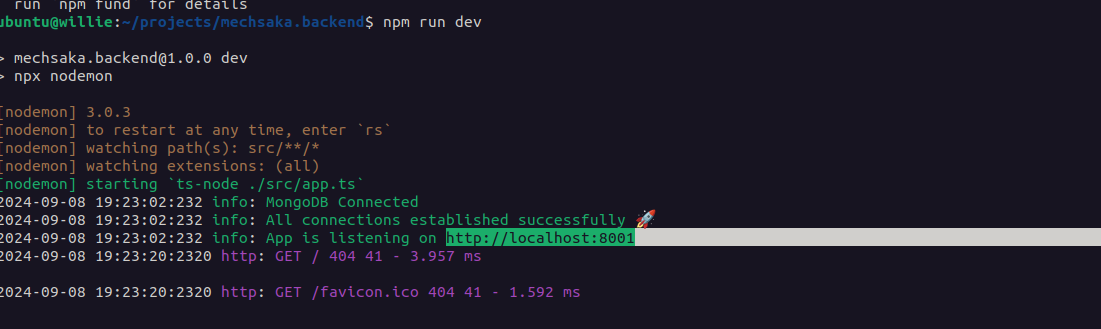 run `npm fund` for details
ubuntu@willie:~/projects/mechsaka.backend$ npm run dev
> mechsaka.backend@1.0.0 dev
> npx nodemon
[nodemon] 3.0.3
[nodemon] to restart at any time, enter `rs`
[nodemon] watching path(s): src/**/*
[nodemon] watching extensions: (all)
[nodemon] starting `ts-node ./src/app.ts`
2024-09-08 19:23:02:232 info: MongoDB Connected
2024-09-08 19:23:02:232 info: All connections established successfully 🚀
2024-09-08 19:23:02:232 info: App is listening on http://localhost:8001
2024-09-08 19:23:20:2320 http: GET / 404 41 - 3.957 ms
2024-09-08 19:23:20:2320 http: GET /favicon.ico 404 41 - 1.592 ms